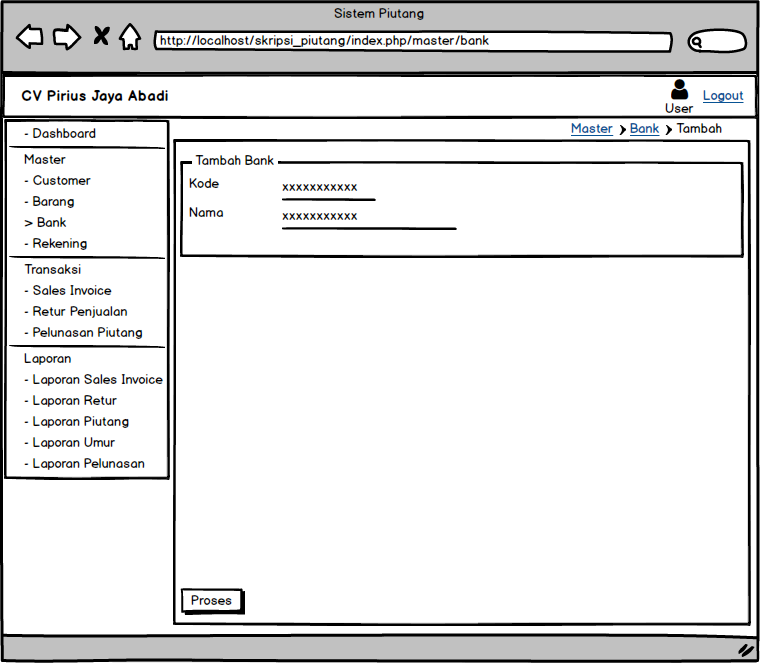 Sistem Piutang
http://localhost/skripsi_piutang/index.php/master/bank
CV Pirius Jaya Abadi
User
Logout
Master > Bank > Tambah
- Dashboard
Master
- Customer
- Barang
> Bank
- Rekening
Transaksi
- Sales Invoice
- Retur Penjualan
- Pelunasan Piutang
Laporan
- Laporan Sales Invoice
- Laporan Retur
- Laporan Piutang
- Laporan Umur
- Laporan Pelunasan
Tambah Bank
Kode xxxxxxxxxxx
Nama xxxxxxxxxxx
Proses